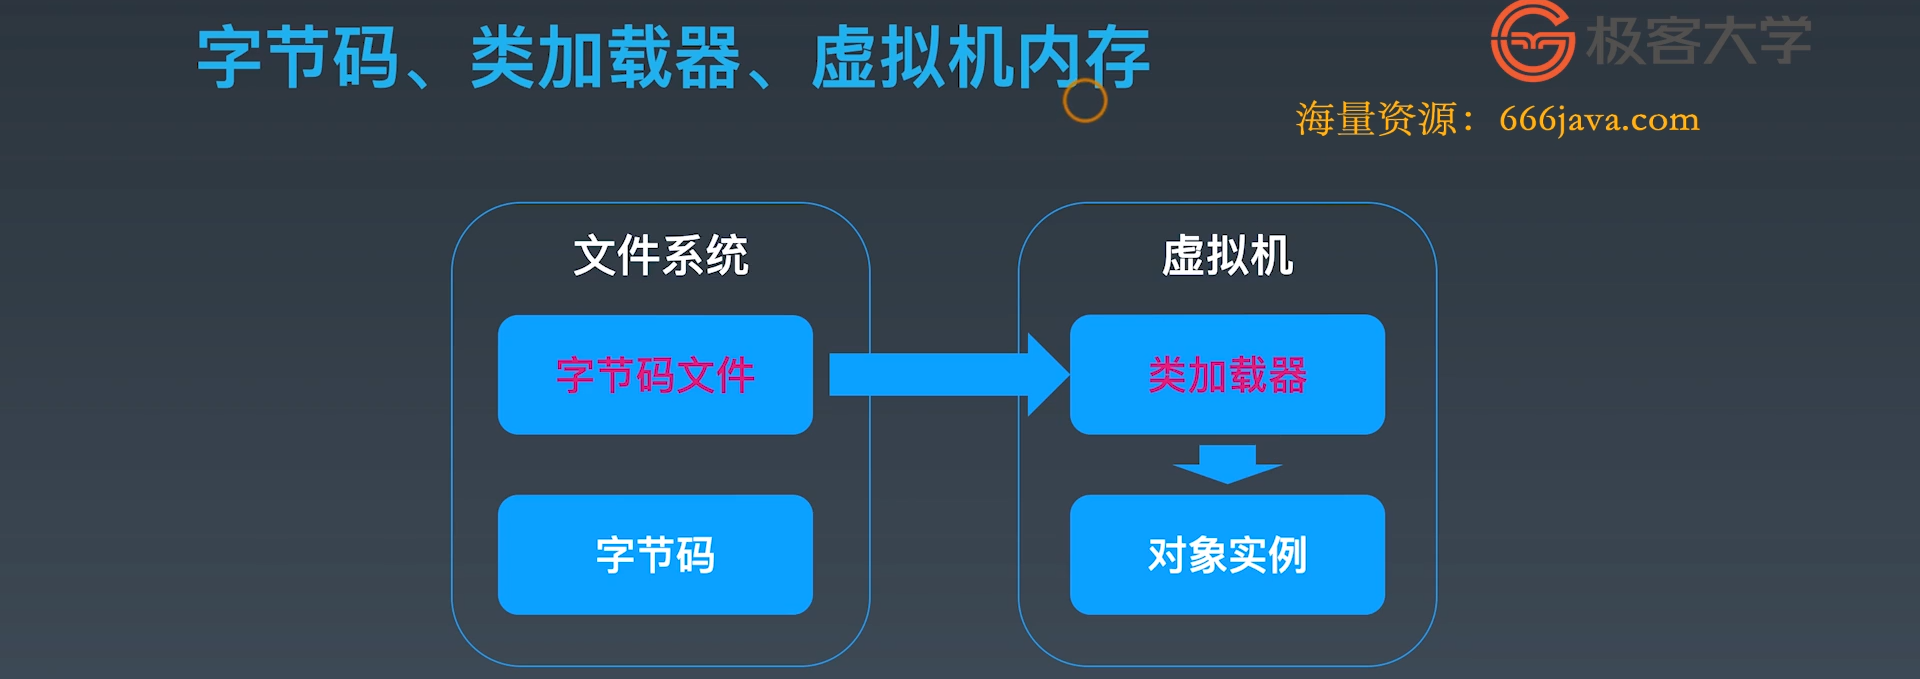 字节码、类加载器、虚拟机内存
极客大学
海量资源：666java.com
文件系统
虚拟机
字节码文件
类加载器
字节码
对象实例